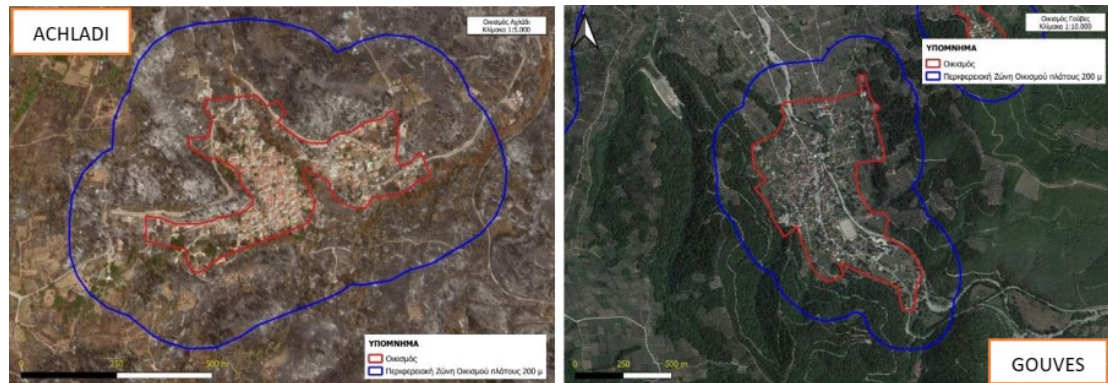 ACHLADI
Οικισμός Αχλάδι
Κλίμακα 1:5.000
ΥΠΟΜΝΗΜΑ
Οικισμός
Περιφερειακή Ζώνη Οικισμού πλάτους 200 μ
0 250 500 m
Οικισμός Γούβες
Κλίμακα 1:10.000
ΥΠΟΜΝΗΜΑ
Οικισμός
Περιφερειακή Ζώνη Οικισμού πλάτους 200 μ
0 250 500 m
GOUVES